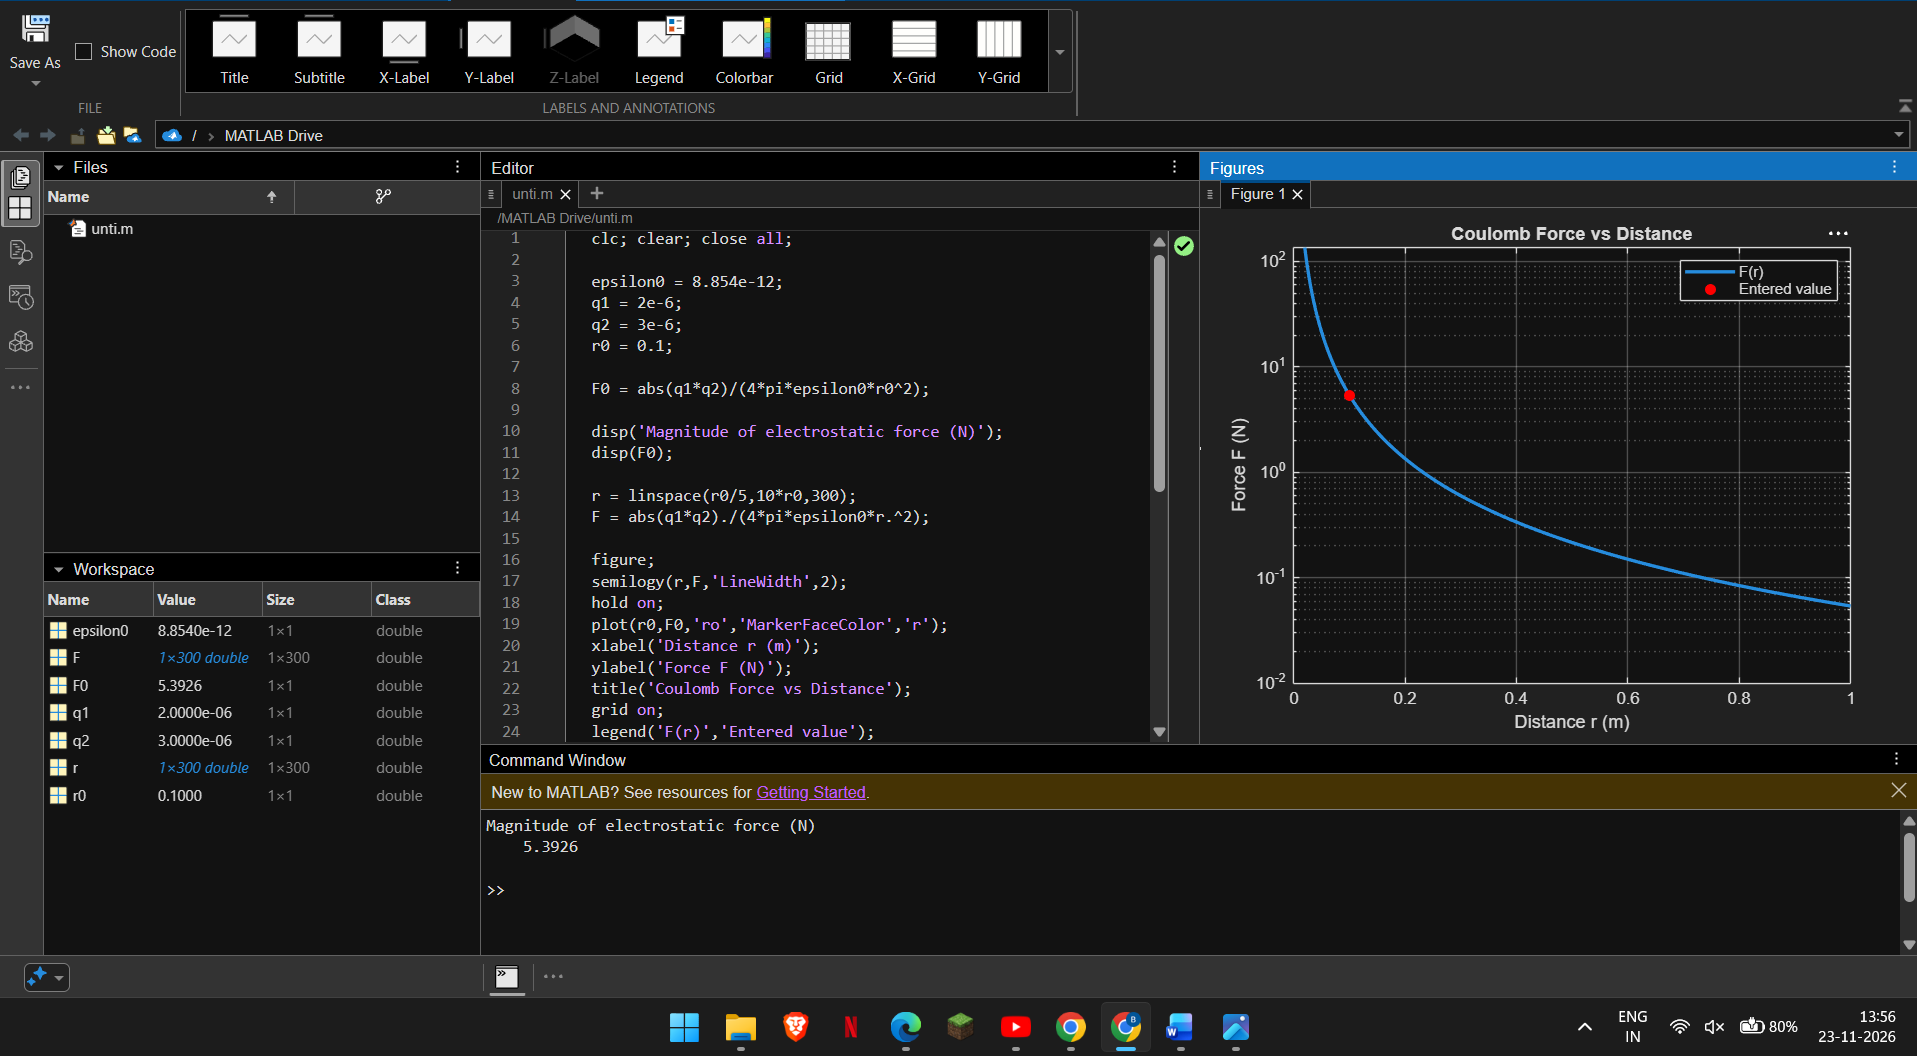 Save As
Show Code
FILE
Title
Subtitle
X-Label
Y-Label
Z-Label
Legend
Colorbar
Grid
X-Grid
Y-Grid
LABELS AND ANNOTATIONS
/ › MATLAB Drive
Files
Name
unti.m
Workspace
Name Value Size Class
epsilon0 8.8540e-12 1×1 double
F 1×300 double 1×300 double
F0 5.3926 1×1 double
q1 2.0000e-06 1×1 double
q2 3.0000e-06 1×1 double
r 1×300 double 1×300 double
r0 0.1000 1×1 double
Editor
unti.m
/MATLAB Drive/unti.m
1 clc; clear; close all;
2
3 epsilon0 = 8.854e-12;
4 q1 = 2e-6;
5 q2 = 3e-6;
6 r0 = 0.1;
7
8 F0 = abs(q1*q2)/(4*pi*epsilon0*r0^2);
9
10 disp('Magnitude of electrostatic force (N)');
11 disp(F0);
12
13 r = linspace(r0/5,10*r0,300);
14 F = abs(q1*q2)./(4*pi*epsilon0*r.^2);
15
16 figure;
17 semilogy(r,F,'LineWidth',2);
18 hold on;
19 plot(r0,F0,'ro','MarkerFaceColor','r');
20 xlabel('Distance r (m)');
21 ylabel('Force F (N)');
22 title('Coulomb Force vs Distance');
23 grid on;
24 legend('F(r)','Entered value');
Figures
Figure 1
Coulomb Force vs Distance
F(r)
Entered value
10^2
10^1
10^0
10^-1
10^-2
Force F (N)
0 0.2 0.4 0.6 0.8 1
Distance r (m)
Command Window
New to MATLAB? See resources for Getting Started.
Magnitude of electrostatic force (N)
5.3926
>>
ENG
IN
80%
13:56
23-11-2026